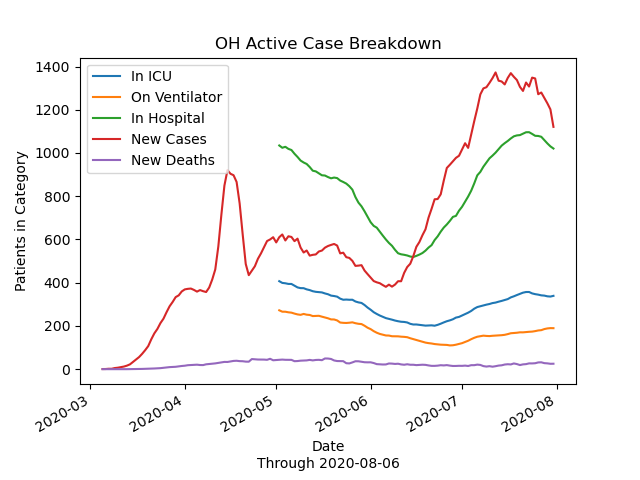 OH Active Case Breakdown
In ICU
On Ventilator
In Hospital
New Cases
New Deaths
Patients in Category
1400
1200
1000
800
600
400
200
0
2020-03
2020-04
2020-05
2020-06
2020-07
2020-08
Date
Through 2020-08-06